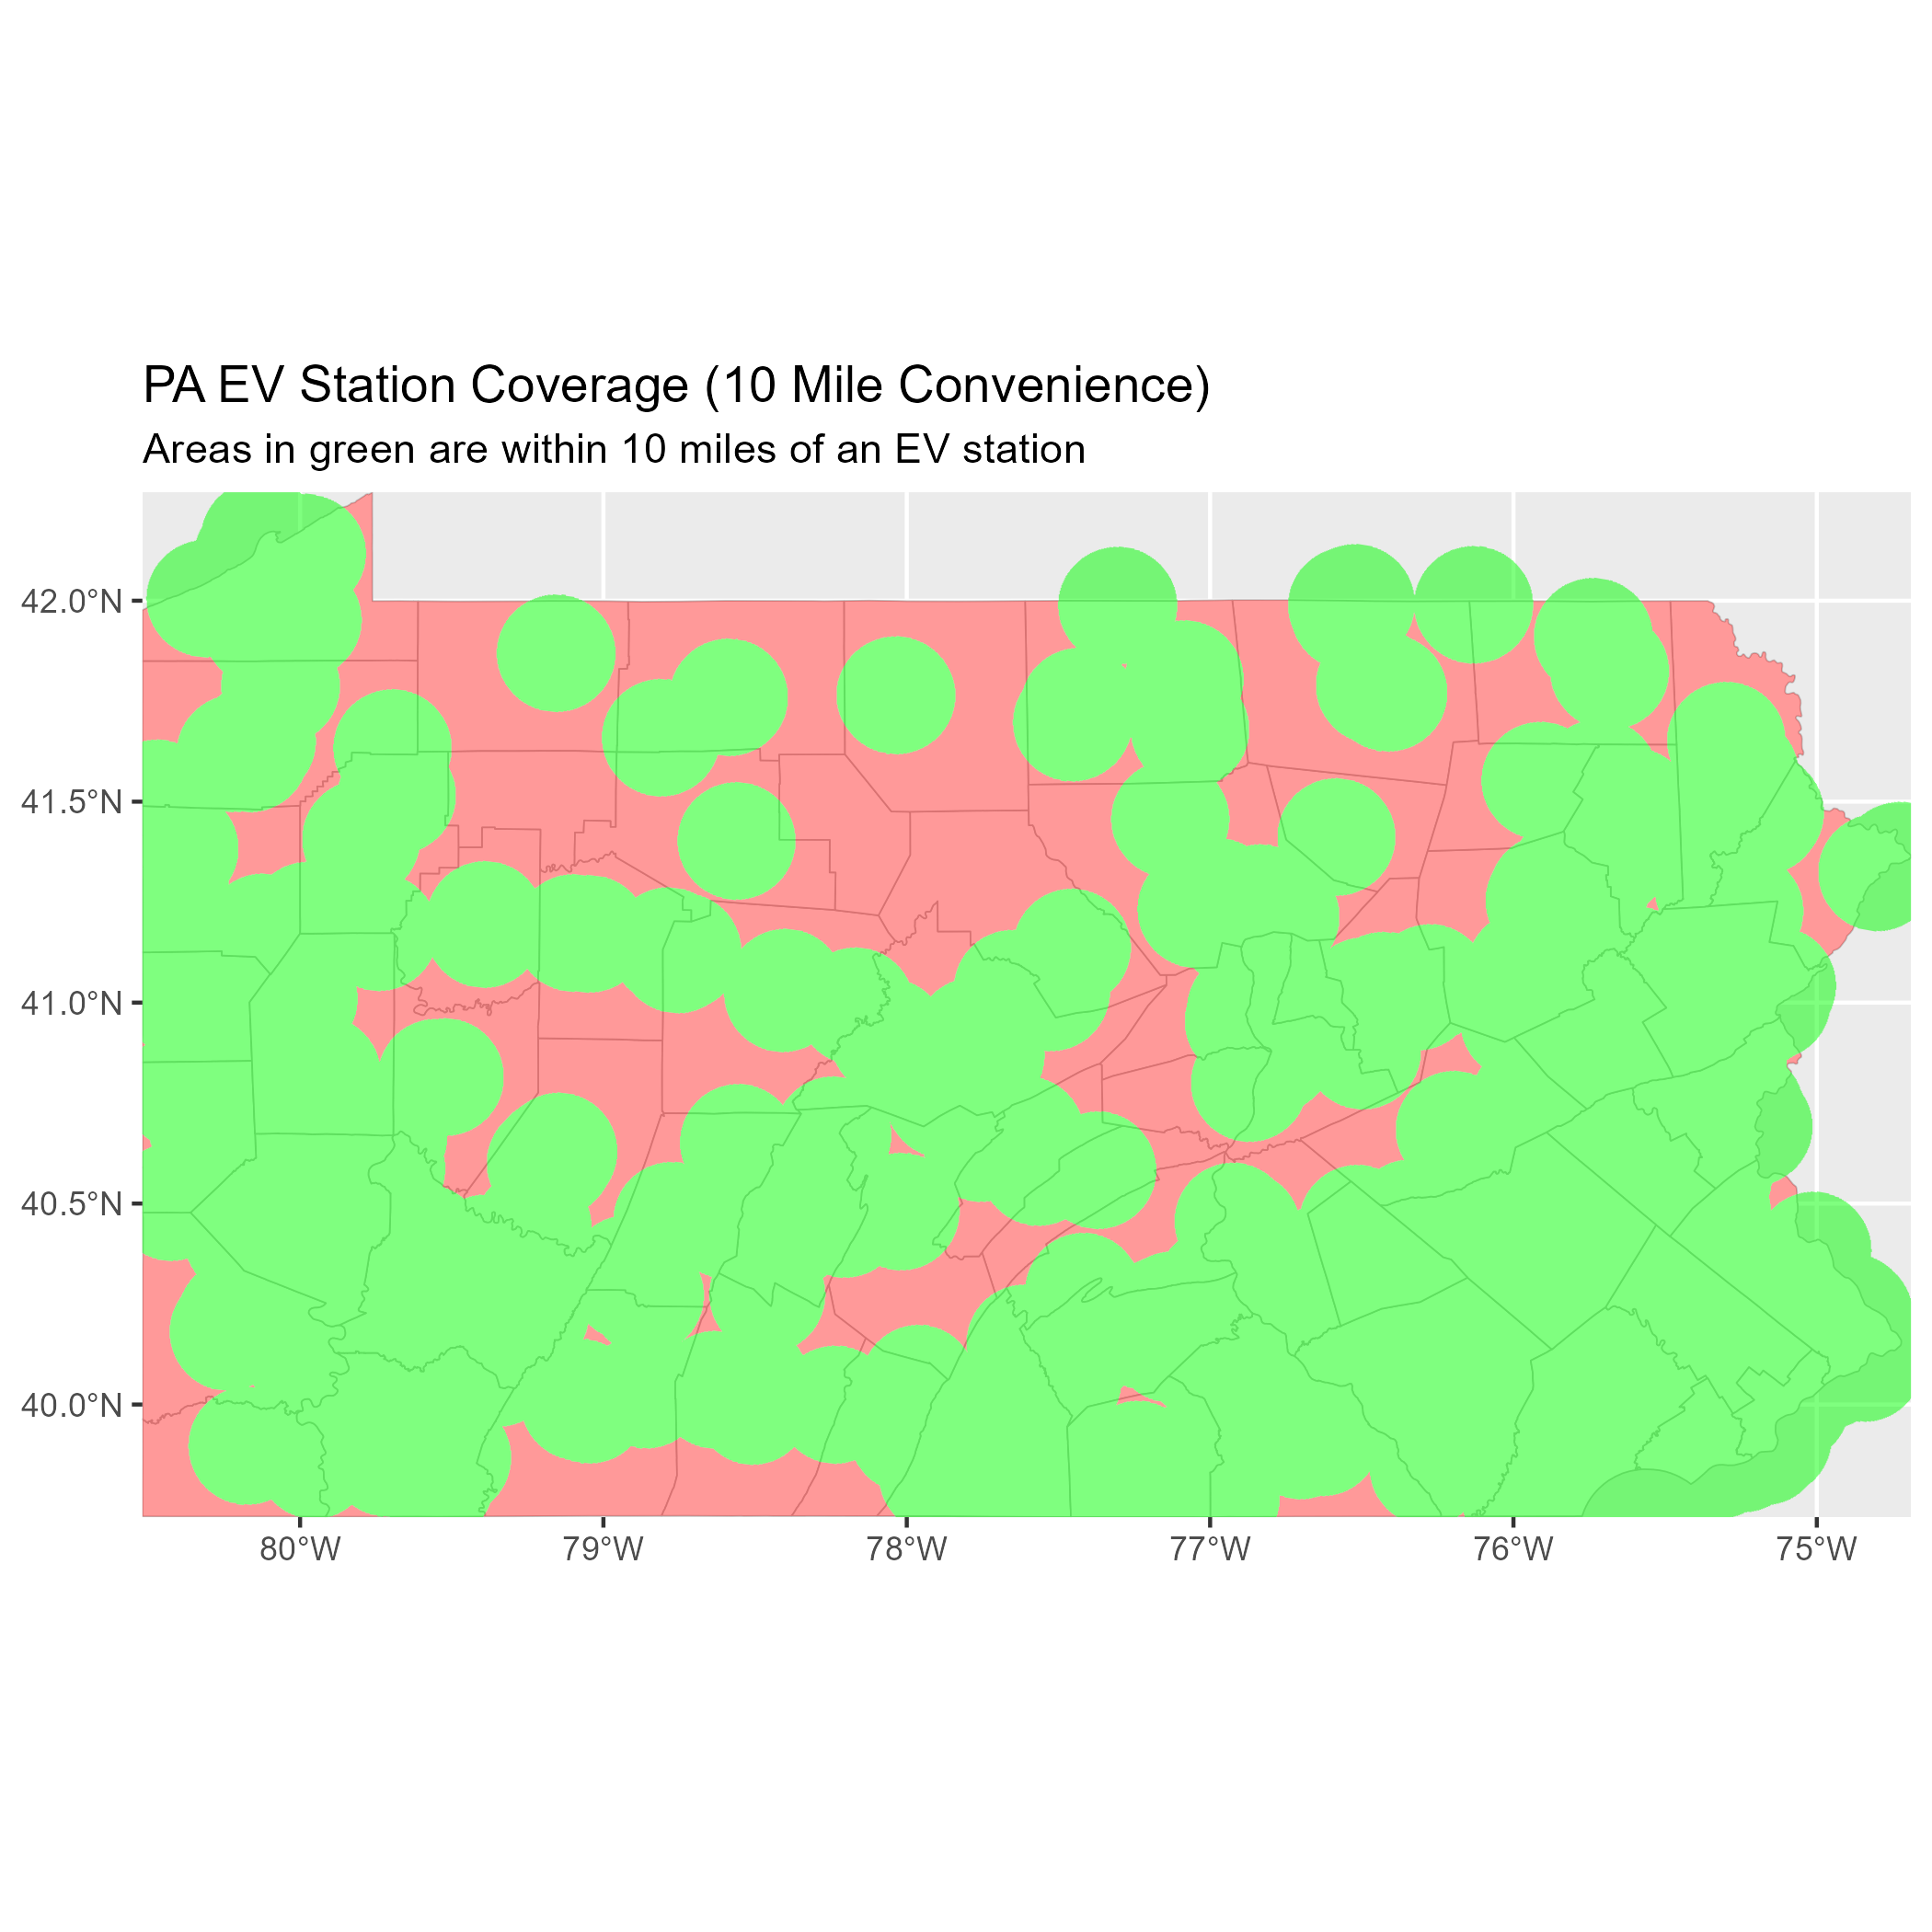 PA EV Station Coverage (10 Mile Convenience)
Areas in green are within 10 miles of an EV station
42.0°N
41.5°N
41.0°N
40.5°N
40.0°N
80°W 79°W 78°W 77°W 76°W 75°W